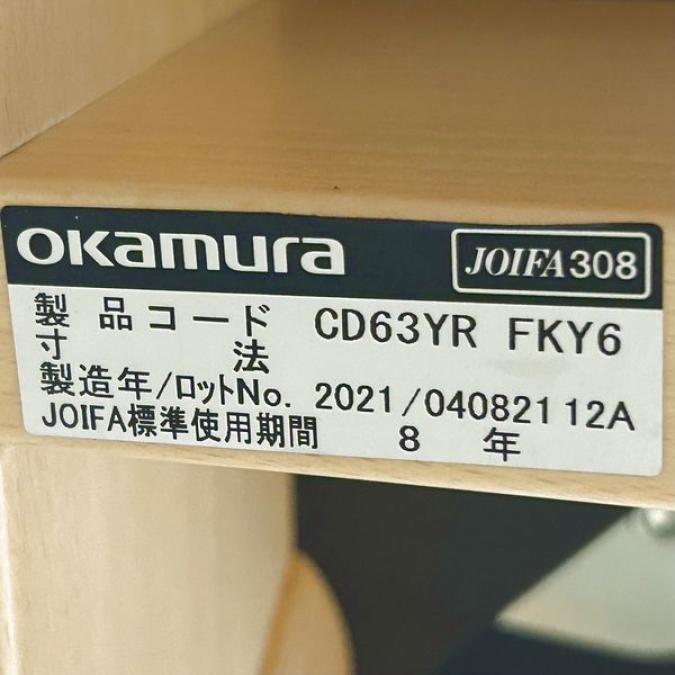 okamura
JOIFA308
製品コード CD63YR FKY6
寸法
製造年/ロットNo. 2021/04082112A
JOIFA標準使用期間 8 年